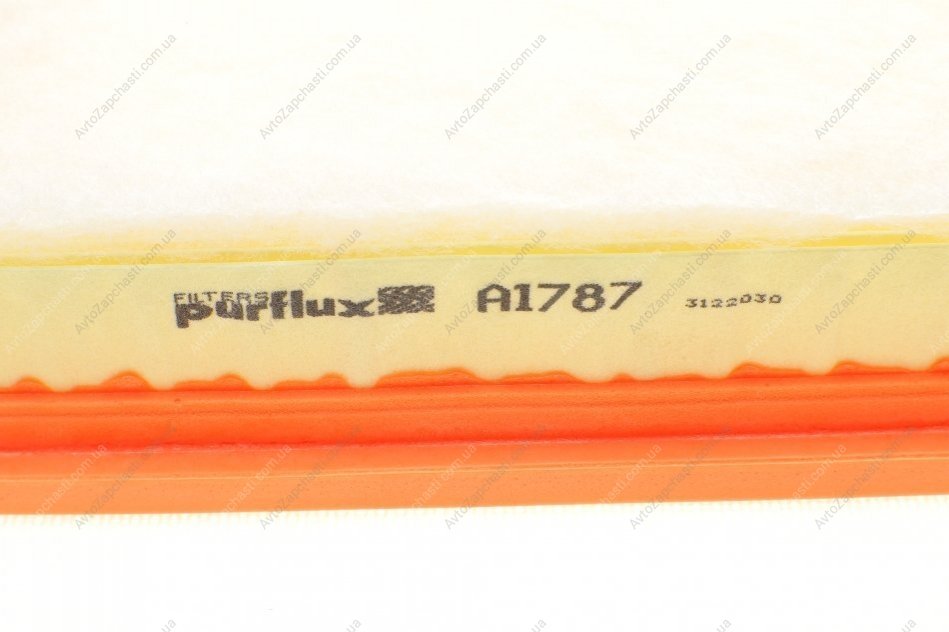 FILTERS
purflux A1787 3122030
AvtoZapchasti.com.ua